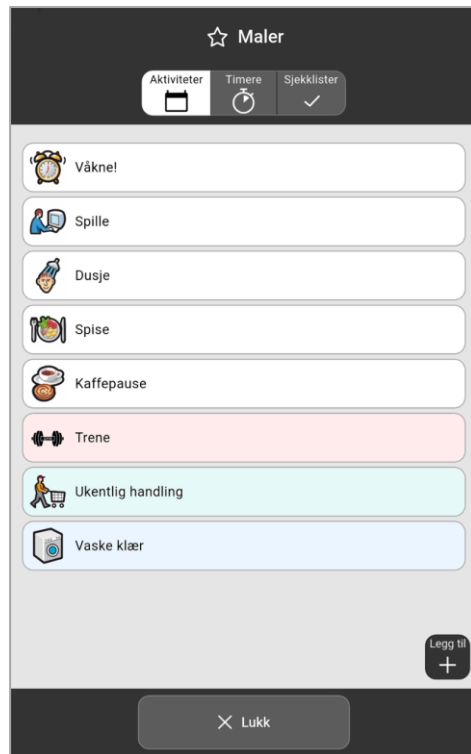 Maler
Aktiviteter Timere Sjekklister
Våkne!
Spille
Dusje
Spise
Kaffepause
Trene
Ukentlig handling
Vaske klær
Legg til
Lukk